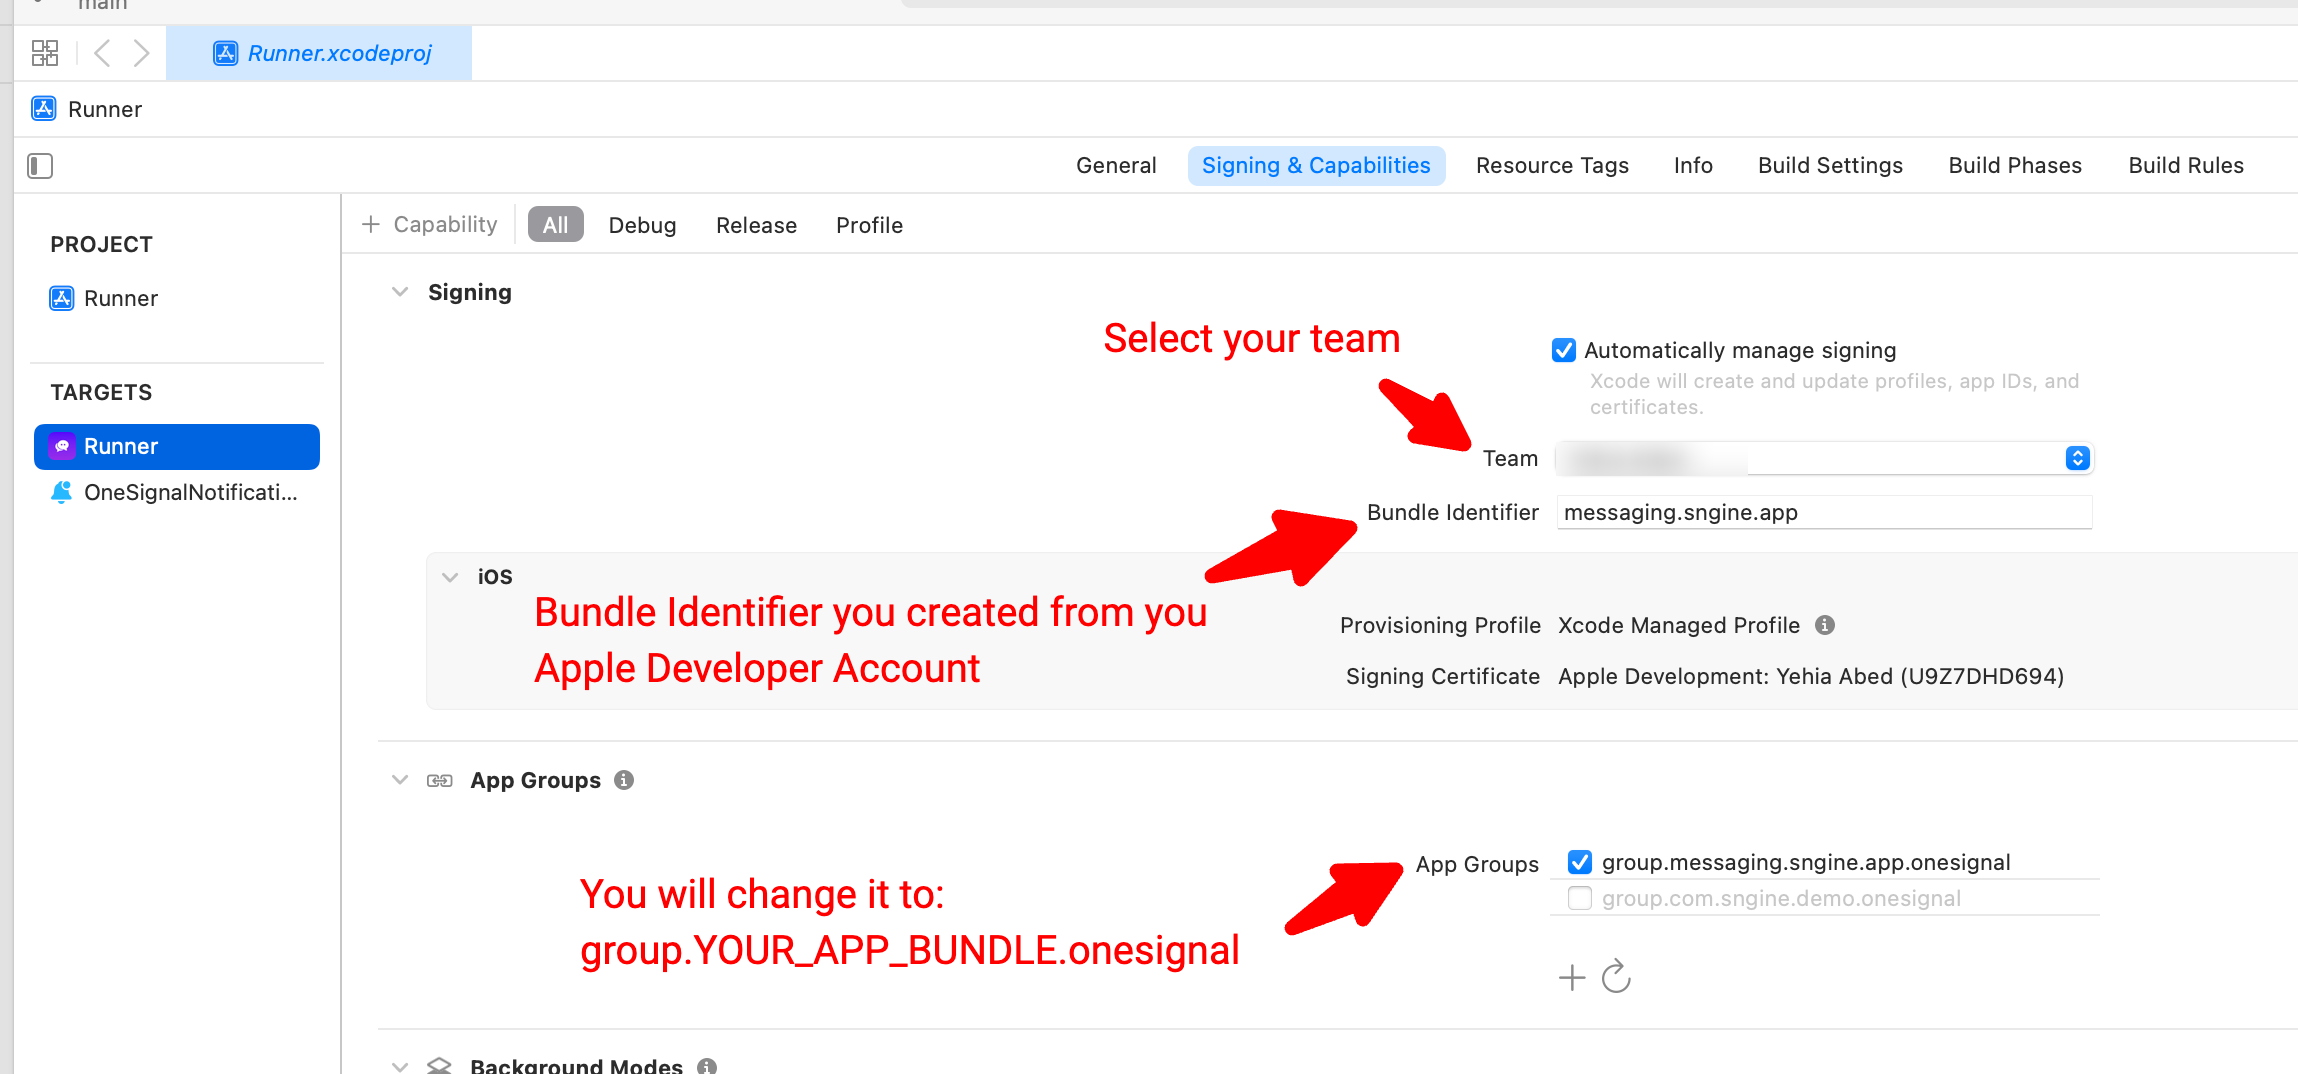 main
Runner.xcodeproj
Runner
General Signing & Capabilities Resource Tags Info Build Settings Build Phases Build Rules
PROJECT
Runner
TARGETS
Runner
OneSignalNotificati...
+ Capability All Debug Release Profile
Signing
Select your team
Automatically manage signing
Xcode will create and update profiles, app IDs, and
certificates.
Team
Bundle Identifier messaging.sngine.app
iOS
Bundle Identifier you created from you
Apple Developer Account
Provisioning Profile Xcode Managed Profile
Signing Certificate Apple Development: Yehia Abed (U9Z7DHD694)
App Groups
You will change it to:
group.YOUR_APP_BUNDLE.onesignal
App Groups group.messaging.sngine.app.onesignal
group.com.sngine.demo.onesignal
Background Modes